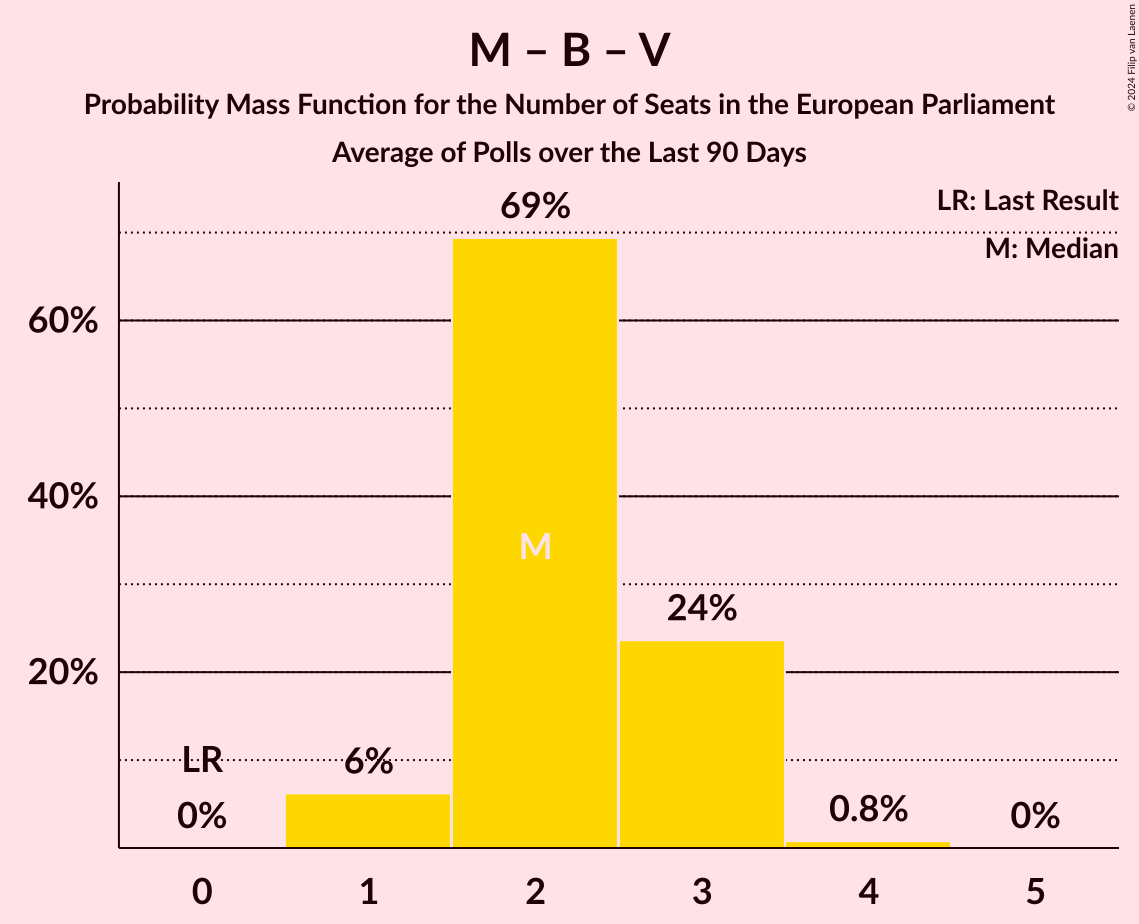 M – B – V
Probability Mass Function for the Number of Seats in the European Parliament
Average of Polls over the Last 90 Days
© 2024 Filip van Laenen
LR: Last Result
M: Median
69%
60%
40%
M
24%
20%
LR
6%
0%
0.8%
0%
0 1 2 3 4 5